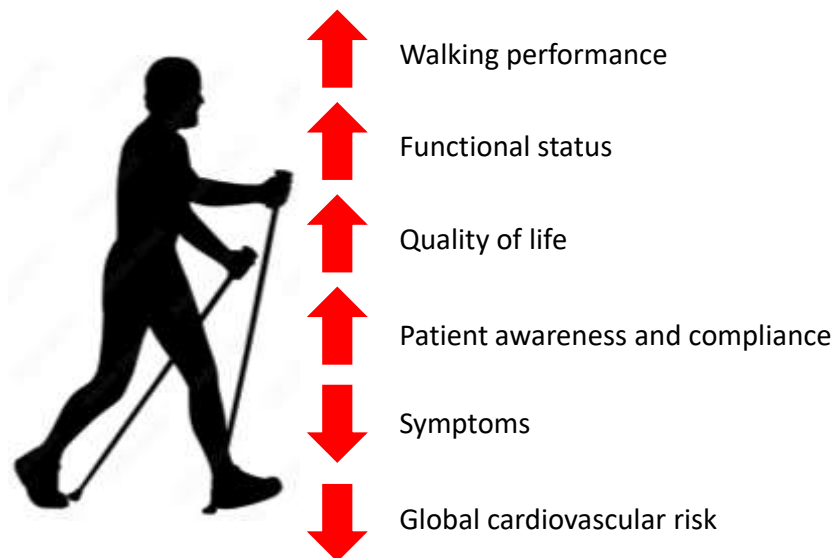 Walking performance
Functional status
Quality of life
Patient awareness and compliance
Symptoms
Global cardiovascular risk